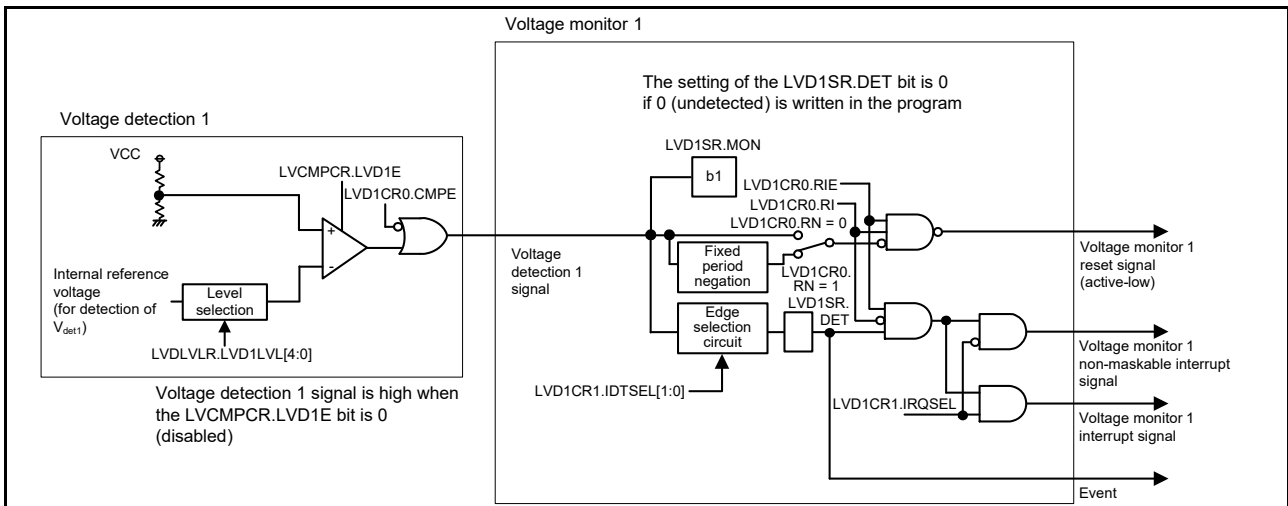 Voltage monitor 1
The setting of the LVD1SR.DET bit is 0
if 0 (undetected) is written in the program
Voltage detection 1
VCC
LVCMPCR.LVD1E
LVD1CR0.CMPE
+
-
Internal reference
voltage
(for detection of
Vdet1)
Level
selection
LVDLVLR.LVD1LVL[4:0]
Voltage detection 1 signal is high when
the LVCMPCR.LVD1E bit is 0
(disabled)
Voltage
detection 1
signal
LVD1SR.MON
b1
LVD1CR0.RIE
LVD1CR0.RI
LVD1CR0.RN = 0
Fixed
period
negation
LVD1CR0.
RN = 1
LVD1SR.
DET
Edge
selection
circuit
LVD1CR1.IDTSEL[1:0]
LVD1CR1.IRQSEL
Voltage monitor 1
reset signal
(active-low)
Voltage monitor 1
non-maskable interrupt
signal
Voltage monitor 1
interrupt signal
Event